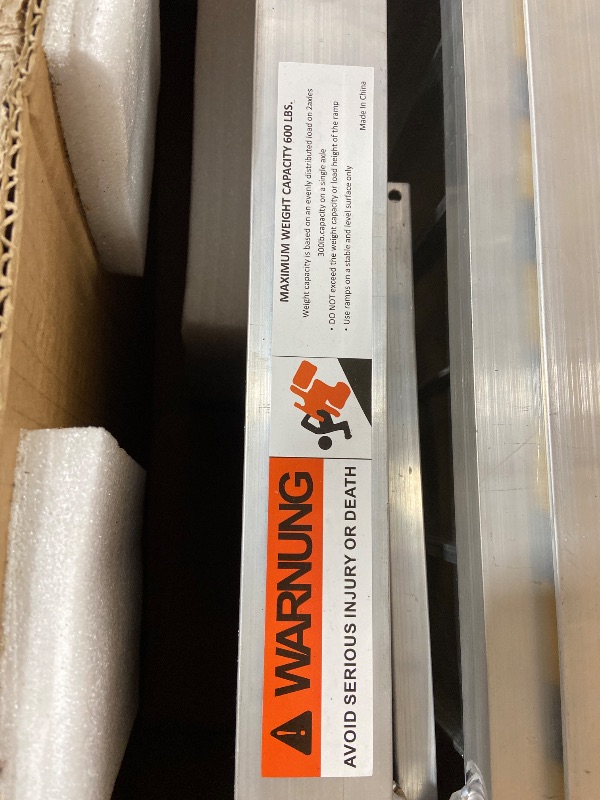 WARNUNG
AVOID SERIOUS INJURY OR DEATH
MAXIMUM WEIGHT CAPACITY 600 LBS.
Weight capacity is based on an evenly distributed load on 2axles
300lb.capacity on a single axle
• DO NOT exceed the weight capacity or load height of the ramp
• Use ramps on a stable and level surface only
Made In China